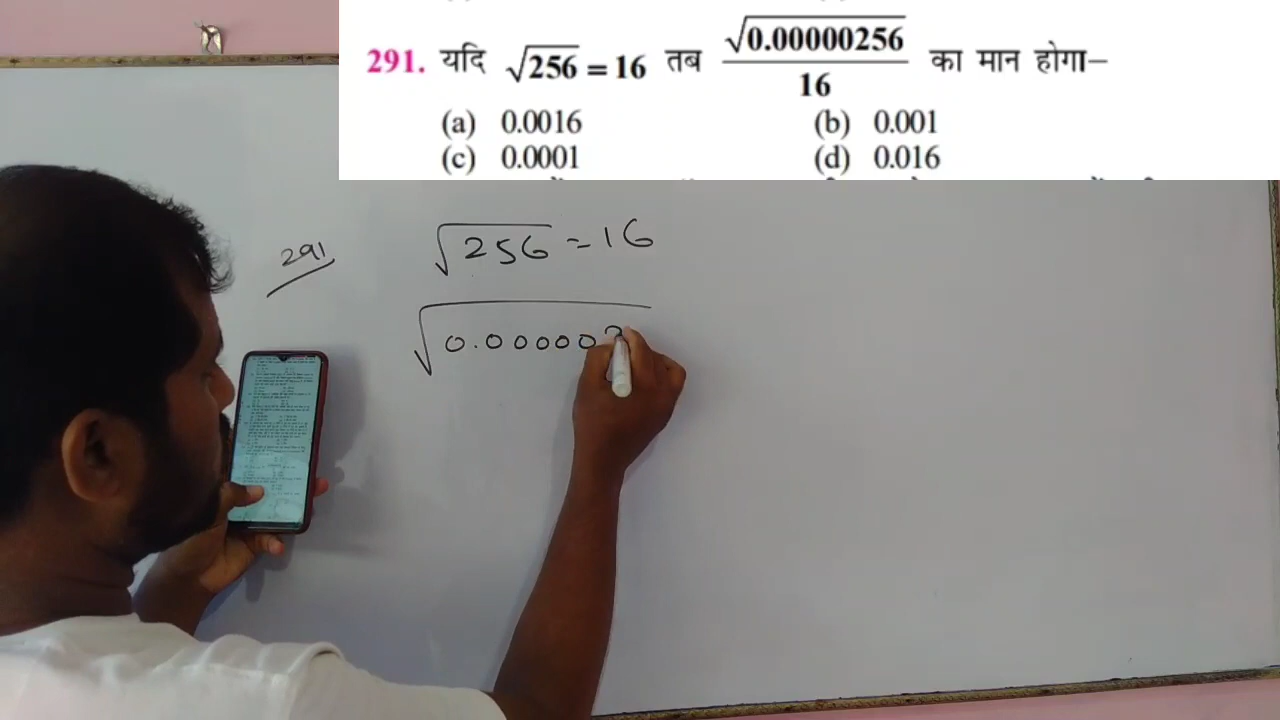 291. यदि √256 = 16 तब √0.00000256 / 16 का मान होगा–
(a) 0.0016 (b) 0.001
(c) 0.0001 (d) 0.016
291
√256 = 16
√0.00000